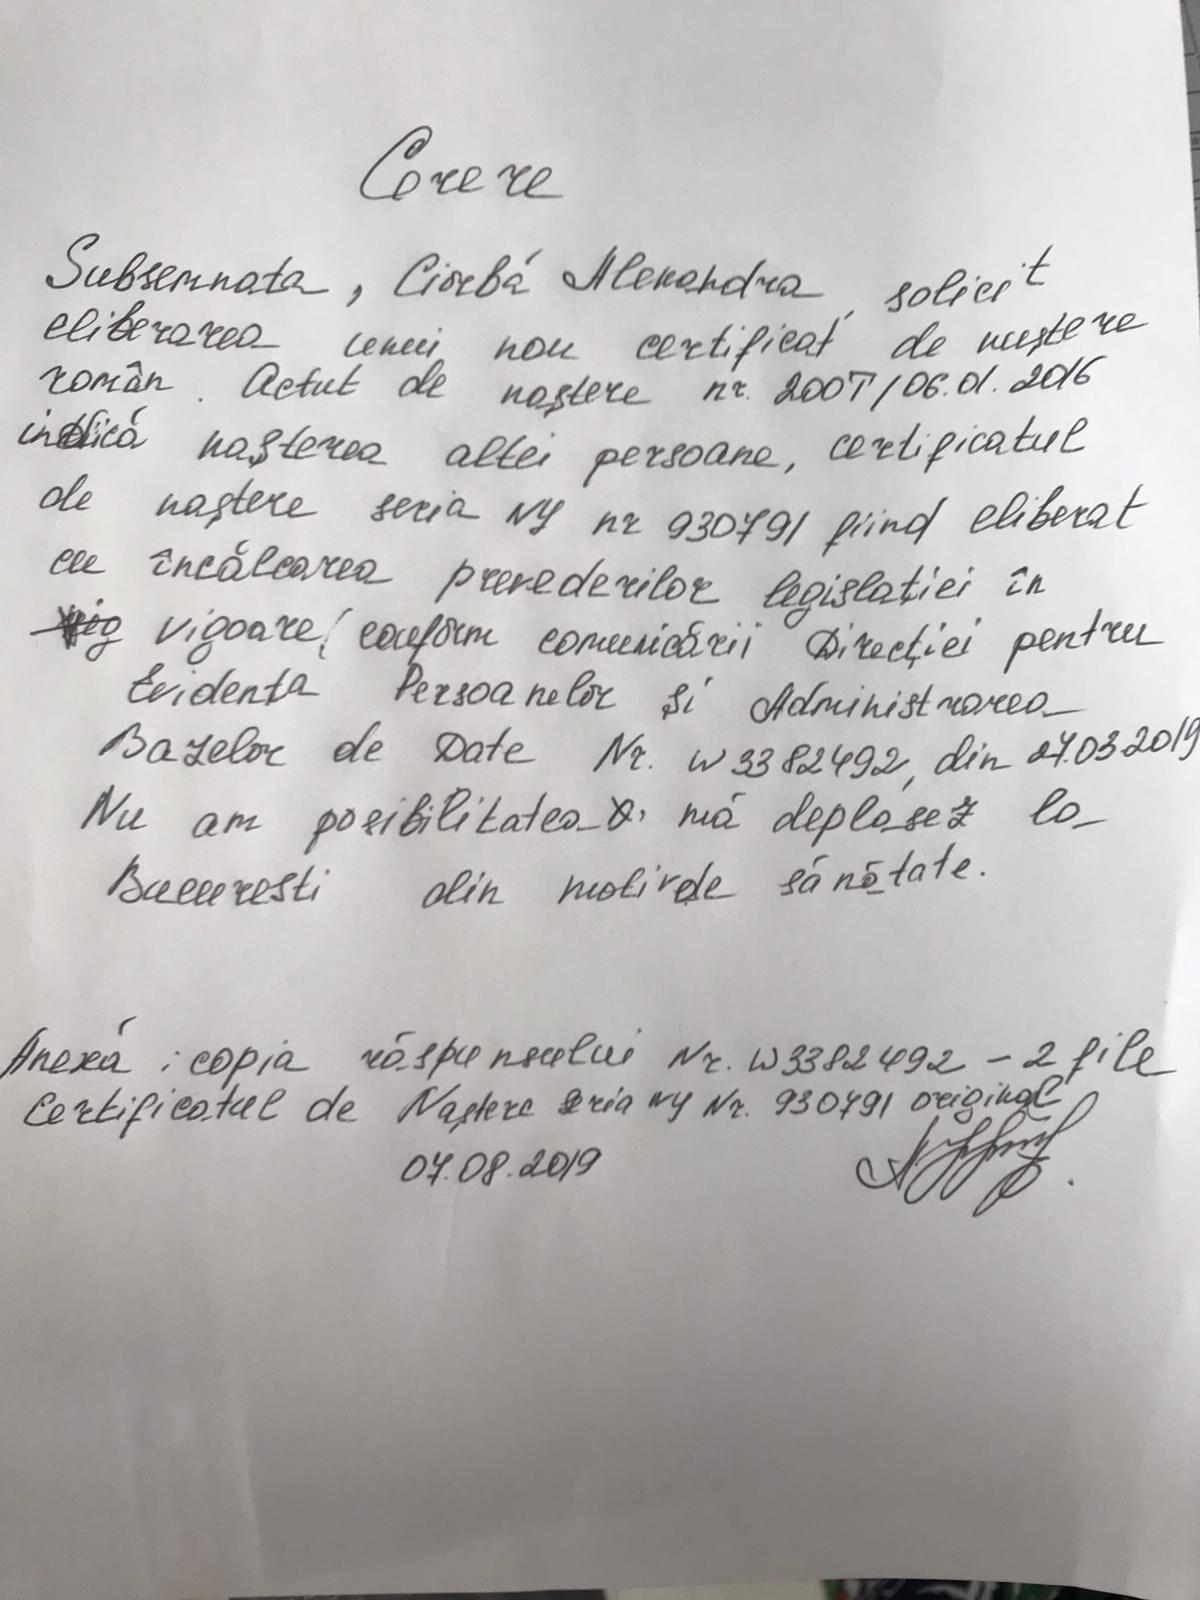 Cerere
Subsemnata, Ciorbă Alexandra, solicit
eliberarea unui nou certificat de naștere
român. Actul de naștere nr. 200T/06.01.2016
indică nașterea altei persoane, certificatul
de naștere seria NY nr 930791 fiind eliberat
cu încălcarea prevederilor legislației în
vigoare, conform comunicării Direcției pentru
Evidenta Persoanelor și Administrarea
Bazelor de Date Nr. W3382492, din 27.03.2019
Nu am posibilitatea mă deplasez la
Bucuresti din motive de sănătate.
Anexă: copia răspunsului Nr. W3382492 – 2 file
Certificatul de Naștere Seria NY Nr. 930791 original
07.08.2019